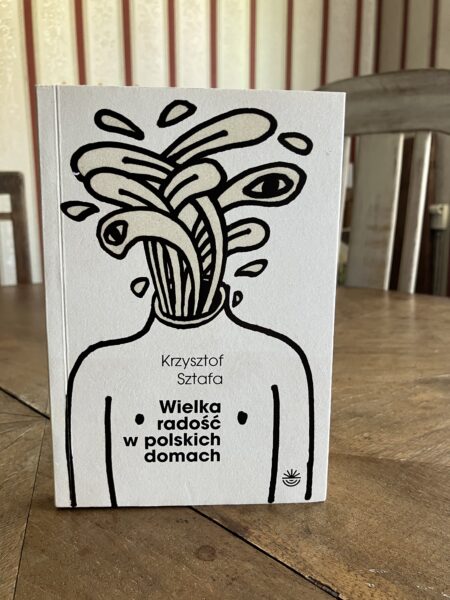 Krzysztof
Sztafa
Wielka
radość
w polskich
domach